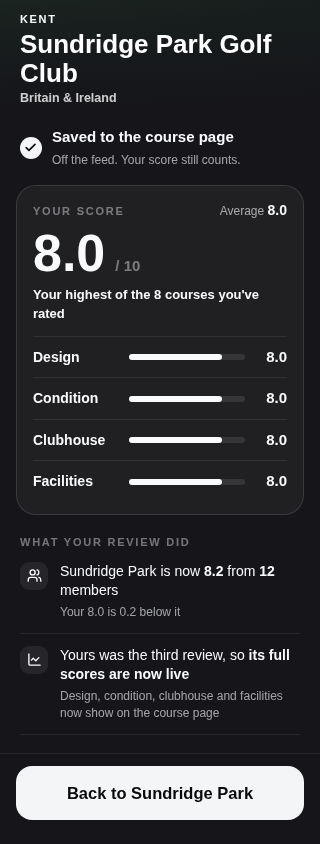 KENT
Sundridge Park Golf
Club
Britain & Ireland
Saved to the course page
Off the feed. Your score still counts.
YOUR SCORE
Average 8.0
8.0 / 10
Your highest of the 8 courses you've
rated
Design 8.0
Condition 8.0
Clubhouse 8.0
Facilities 8.0
WHAT YOUR REVIEW DID
Sundridge Park is now 8.2 from 12
members
Your 8.0 is 0.2 below it
Yours was the third review, so its full
scores are now live
Design, condition, clubhouse and facilities
now show on the course page
Back to Sundridge Park